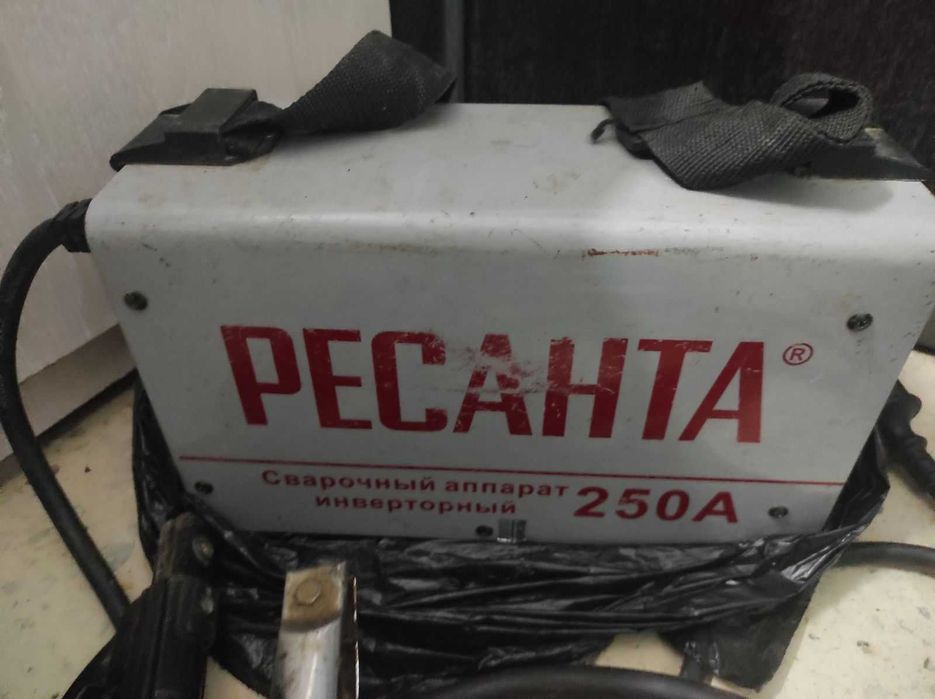 РЕСАНТА®
Сварочный аппарат
инверторный 250А